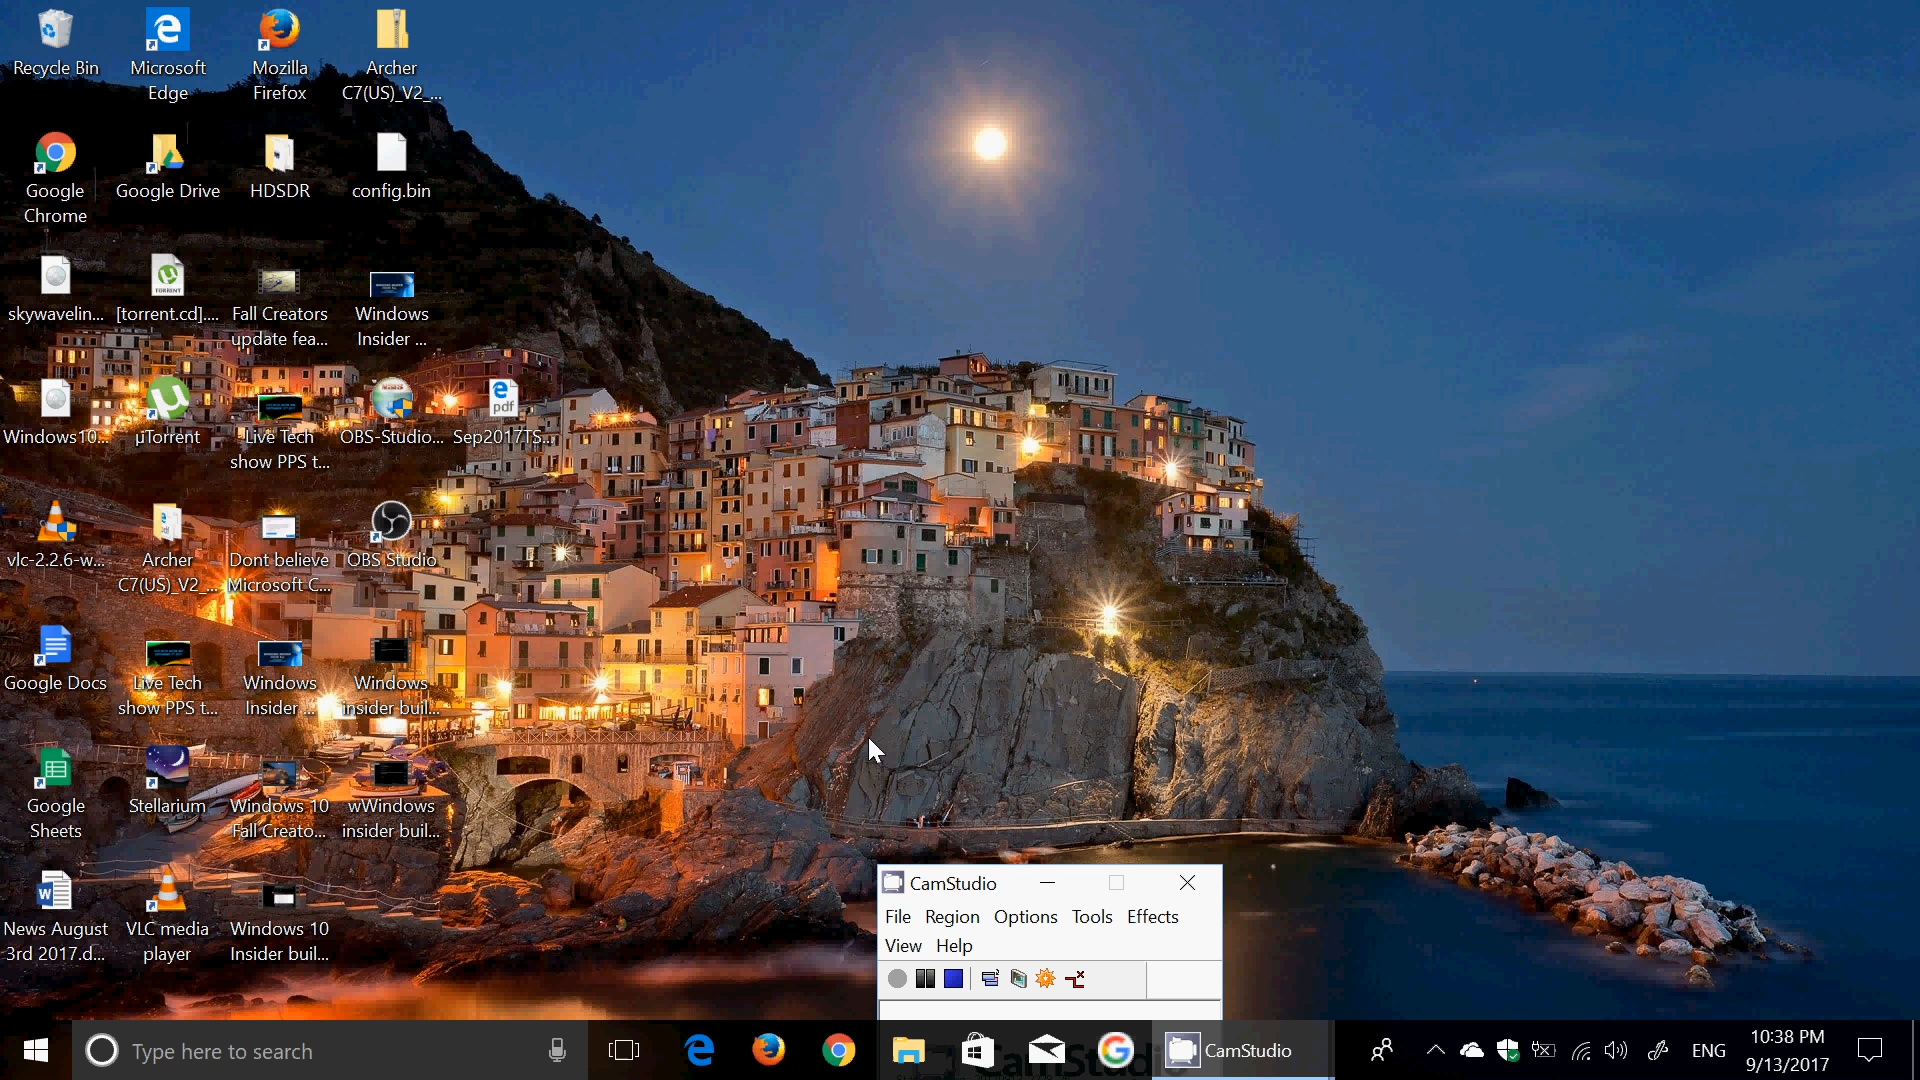 Recycle Bin
Microsoft
Edge
Mozilla
Firefox
Archer
C7(US)_V2_...
Google
Chrome
Google Drive
HDSDR
config.bin
skywavelin...
[torrent.cd]....
TORRENT
Fall Creators
update fea...
Windows
Insider ...
Windows10...
µTorrent
Live Tech
show PPS t...
OBS-Studio...
pdf
Sep2017TS...
vlc-2.2.6-w...
Archer
C7(US)_V2_...
Dont believe
Microsoft C...
OBS Studio
Google Docs
Live Tech
show PPS t...
Windows
Insider ...
Windows
insider buil...
Google
Sheets
Stellarium
Windows 10
Fall Creato...
wWindows
insider buil...
News August
3rd 2017.d...
VLC media
player
Windows 10
Insider buil...
CamStudio
File Region Options Tools Effects
View Help
Type here to search
CamStudio
ENG
10:38 PM
9/13/2017